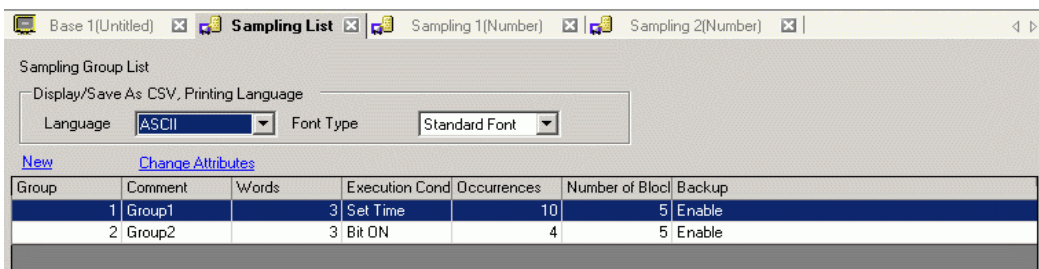 Base 1(Untitled) Sampling List Sampling 1(Number) Sampling 2(Number)
Sampling Group List
Display/Save As CSV, Printing Language
Language ASCII Font Type Standard Font
New Change Attributes
Group Comment Words Execution Cond Occurrences Number of Blocl Backup
1 Group1 3 Set Time 10 5 Enable
2 Group2 3 Bit ON 4 5 Enable